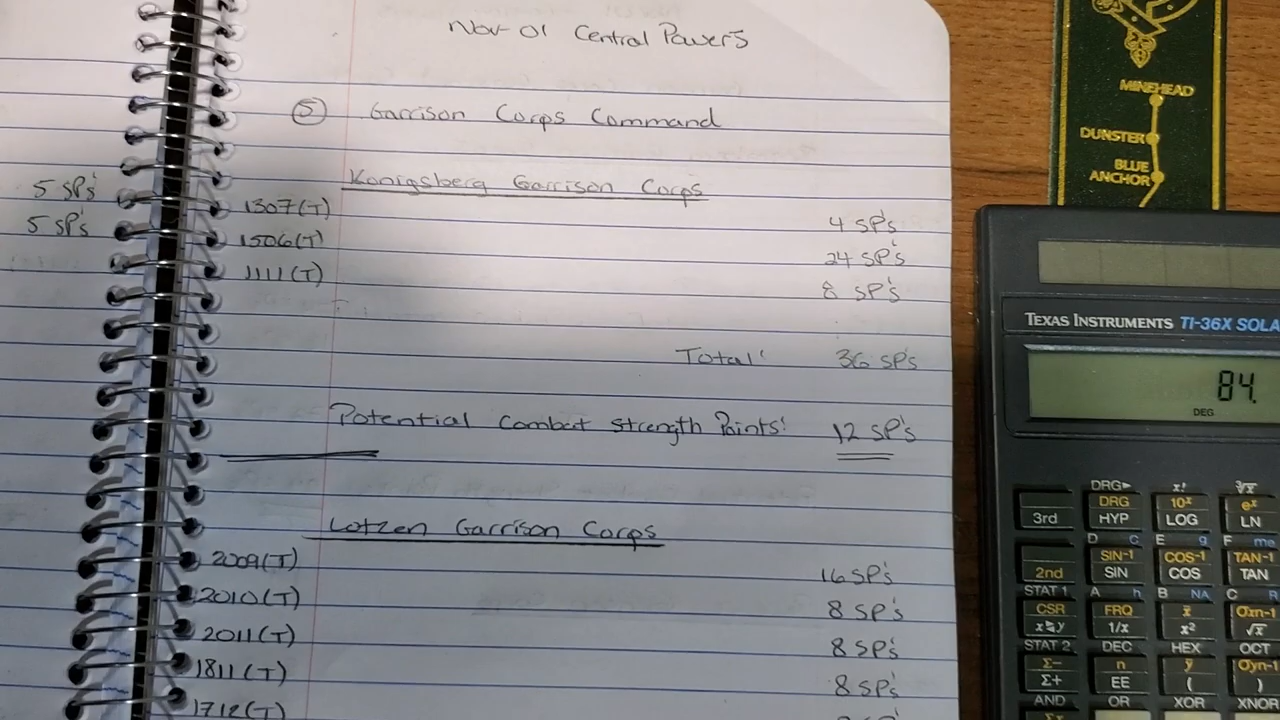 Nov-01 Central Powers
⑤ Garrison Corps Command
Konigsberg Garrison Corps
5 SP's
5 SP's
1307(T) 4 SP's
1506(T) 24 SP's
1111(T) 8 SP's
Total: 36 SP's
Potential Combat Strength Points: 12 SP's
Lotzen Garrison Corps
2009(T) 16 SP's
2010(T) 8 SP's
2011(T) 8 SP's
1811(T) 8 SP's
1712(T)
MINEHEAD
DUNSTER
BLUE
ANCHOR
TEXAS INSTRUMENTS TI-36X SOLA
84.
DEG
DRG► x! ∛x
DRG 10ˣ eˣ
3rd HYP LOG LN
D C E g F me
SIN-1 COS-1 TAN-1
2nd SIN COS TAN
STAT 1 A h B NA C R
CSR FRQ x̄ σxn-1
x⇆y 1/x x² √x
STAT 2 DEC HEX OCT
Σ- n ȳ σyn-1
Σ+ EE ( )
AND OR XOR XNOR